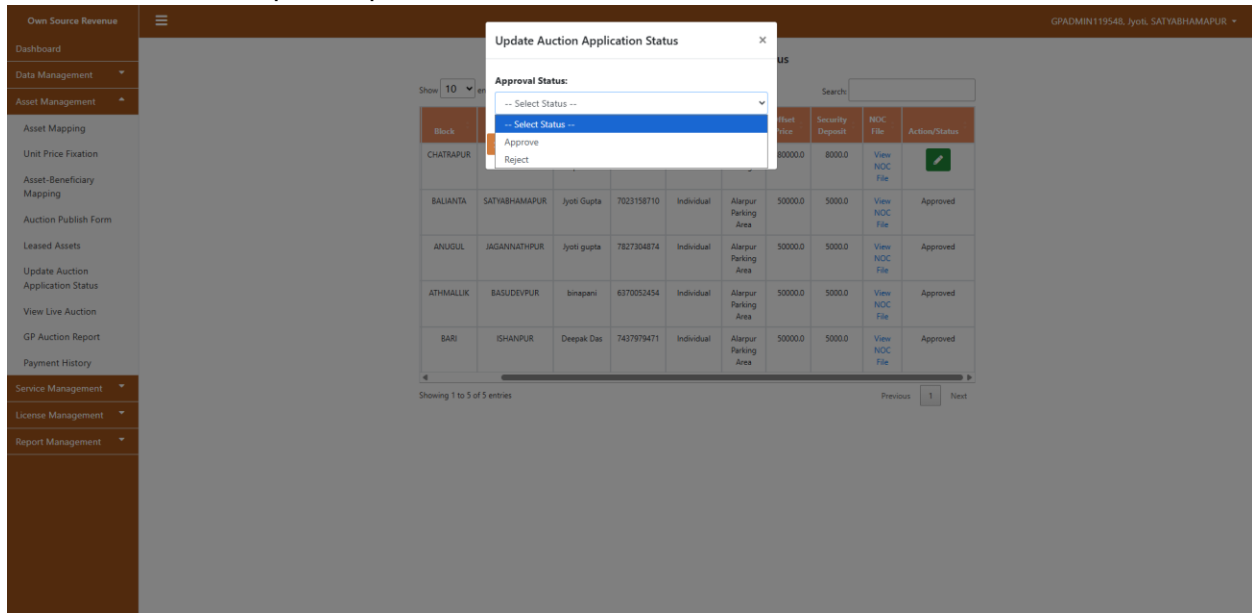 Own Source Revenue
GPADMIN119548, Jyoti, SATYABHAMAPUR
Dashboard
Data Management
Asset Management
Asset Mapping
Unit Price Fixation
Asset-Beneficiary
Mapping
Auction Publish Form
Leased Assets
Update Auction
Application Status
View Live Auction
GP Auction Report
Payment History
Service Management
License Management
Report Management
Update Auction Application Status ×
us
Approval Status:
-- Select Status --
-- Select Status --
Approve
Reject
Show 10 en
Search:
Block ffset Price Security Deposit NOC File Action/Status
CHATRAPUR 80000.0 8000.0 View NOC File
BALIANTA SATYABHAMAPUR Jyoti Gupta 7023158710 Individual Alarpur Parking Area 50000.0 5000.0 View NOC File Approved
ANUGUL JAGANNATHPUR Jyoti gupta 7827304874 Individual Alarpur Parking Area 50000.0 5000.0 View NOC File Approved
ATHMALLIK BASUDEVPUR binapani 6370052454 Individual Alarpur Parking Area 50000.0 5000.0 View NOC File Approved
BARI ISHANPUR Deepak Das 7437979471 Individual Alarpur Parking Area 50000.0 5000.0 View NOC File Approved
Showing 1 to 5 of 5 entries
Previous 1 Next